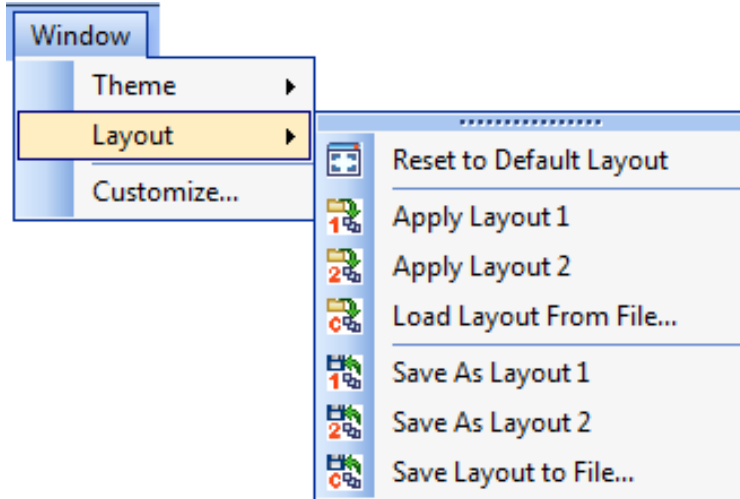 Window
Theme
Layout
Customize...
Reset to Default Layout
Apply Layout 1
Apply Layout 2
Load Layout From File...
Save As Layout 1
Save As Layout 2
Save Layout to File...